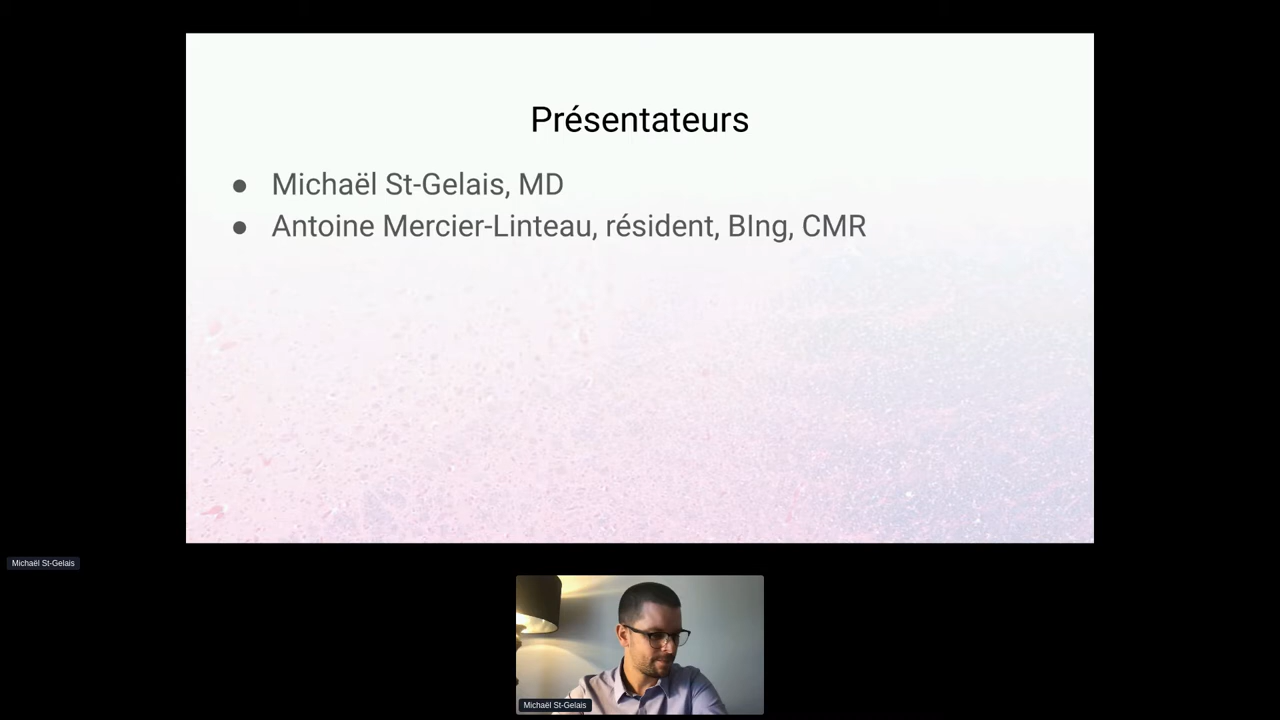 Présentateurs
● Michaël St-Gelais, MD
● Antoine Mercier-Linteau, résident, BIng, CMR
Michaël St-Gelais
Michaël St-Gelais